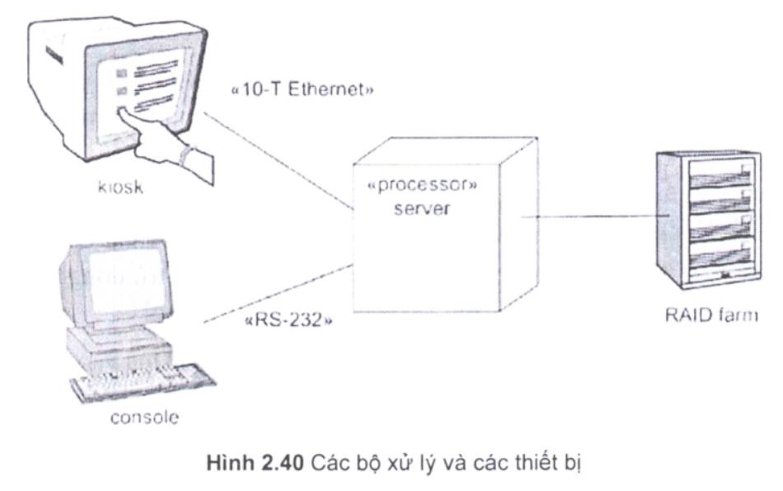 «10-T Ethernet»
kiosk
«processor»
server
RAID farm
«RS-232»
console
Hình 2.40 Các bộ xử lý và các thiết bị